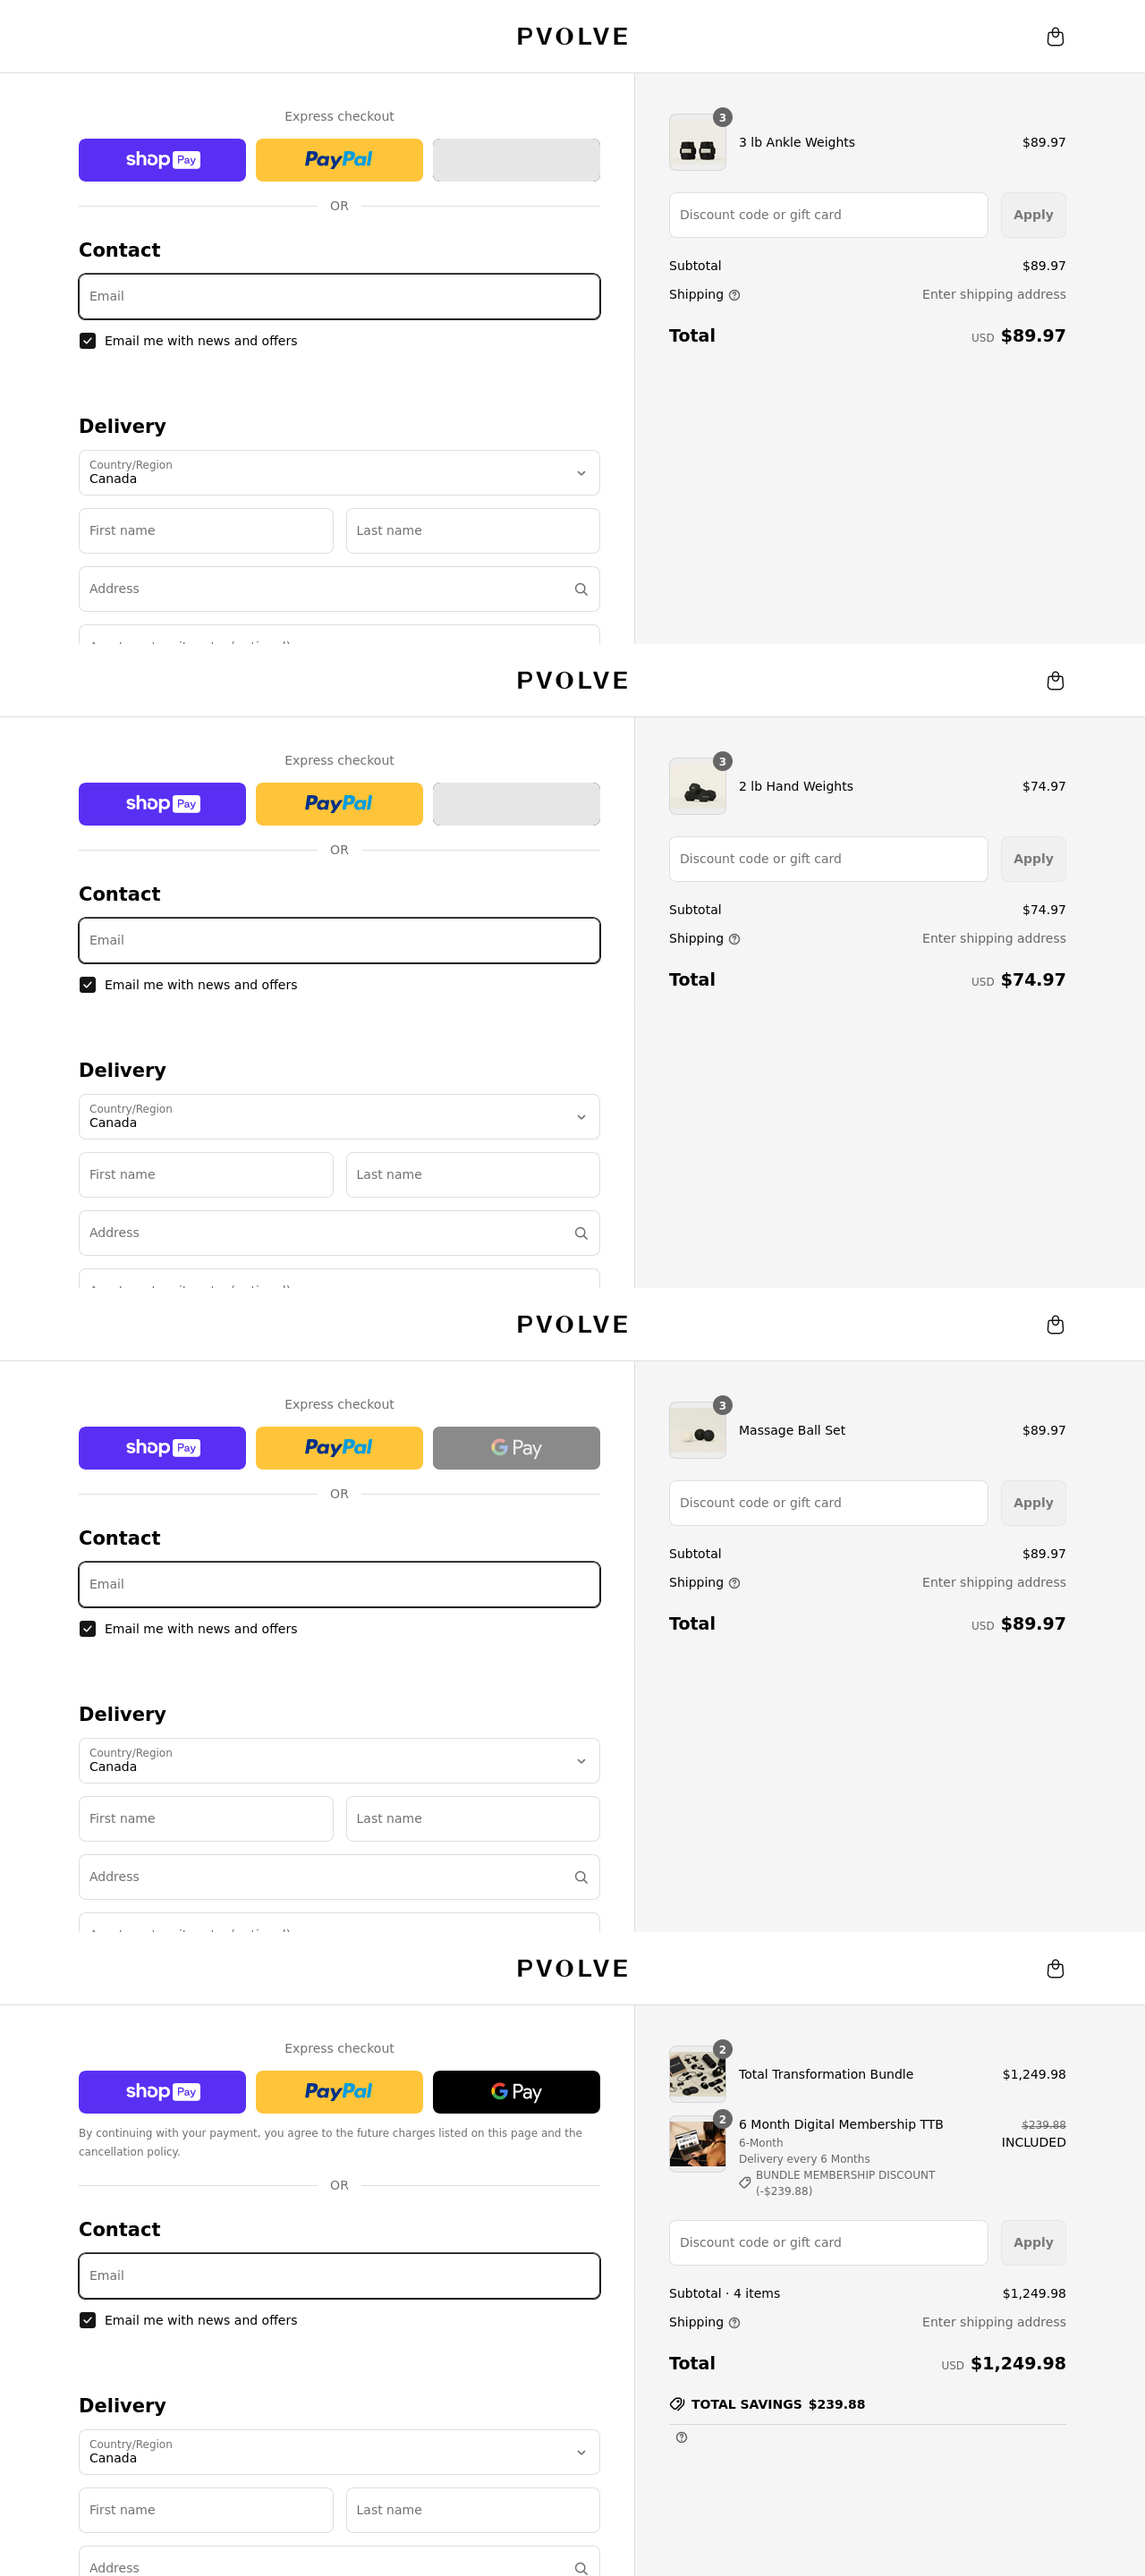 PVOLVE
Express checkout
shop Pay
PayPal
OR
Contact
Email
Email me with news and offers
Delivery
Country/Region
Canada
First name
Last name
Address
3
3 lb Ankle Weights
$89.97
Discount code or gift card
Apply
Subtotal
$89.97
Shipping
Enter shipping address
Total
USD $89.97
PVOLVE
Express checkout
shop Pay
PayPal
OR
Contact
Email
Email me with news and offers
Delivery
Country/Region
Canada
First name
Last name
Address
3
2 lb Hand Weights
$74.97
Discount code or gift card
Apply
Subtotal
$74.97
Shipping
Enter shipping address
Total
USD $74.97
PVOLVE
Express checkout
shop Pay
PayPal
G Pay
OR
Contact
Email
Email me with news and offers
Delivery
Country/Region
Canada
First name
Last name
Address
3
Massage Ball Set
$89.97
Discount code or gift card
Apply
Subtotal
$89.97
Shipping
Enter shipping address
Total
USD $89.97
PVOLVE
Express checkout
shop Pay
PayPal
G Pay
By continuing with your payment, you agree to the future charges listed on this page and the
cancellation policy.
OR
Contact
Email
Email me with news and offers
Delivery
Country/Region
Canada
First name
Last name
Address
2
Total Transformation Bundle
$1,249.98
2
6 Month Digital Membership TTB
$239.88
6-Month
INCLUDED
Delivery every 6 Months
BUNDLE MEMBERSHIP DISCOUNT
(-$239.88)
Discount code or gift card
Apply
Subtotal · 4 items
$1,249.98
Shipping
Enter shipping address
Total
USD $1,249.98
TOTAL SAVINGS $239.88